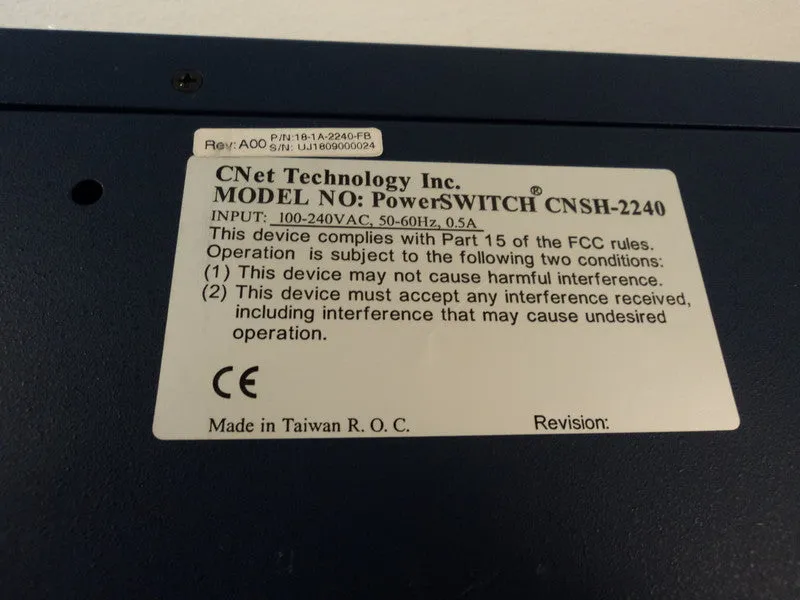 P/N:18-1A-2240-FB
Rev: A00 S/N: UJ1809000024
CNet Technology Inc.
MODEL NO: PowerSWITCH® CNSH-2240
INPUT: 100-240VAC, 50-60Hz, 0.5A
This device complies with Part 15 of the FCC rules.
Operation is subject to the following two conditions:
(1) This device may not cause harmful interference.
(2) This device must accept any interference received,
including interference that may cause undesired
operation.
CE
Made in Taiwan R. O. C. Revision: